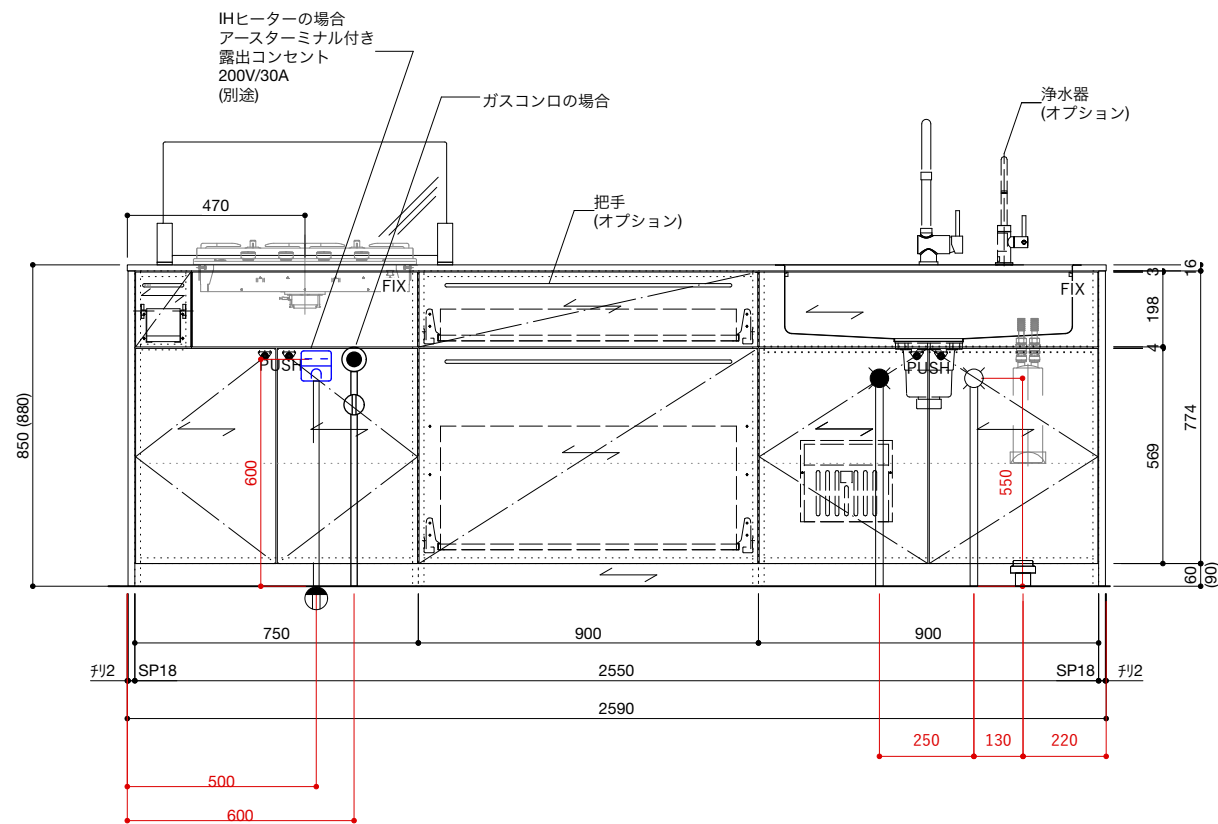 IHヒーターの場合
アースターミナル付き
露出コンセント
200V/30A
(別途)
ガスコンロの場合
浄水器
(オプション)
把手
(オプション)
470
FIX
FIX
16
3
198
4
PUSH
PUSH
850 (880)
600
550
569
774
60
(90)
750
900
900
チリ2
SP18
2550
SP18
チリ2
2590
250
130
220
500
600